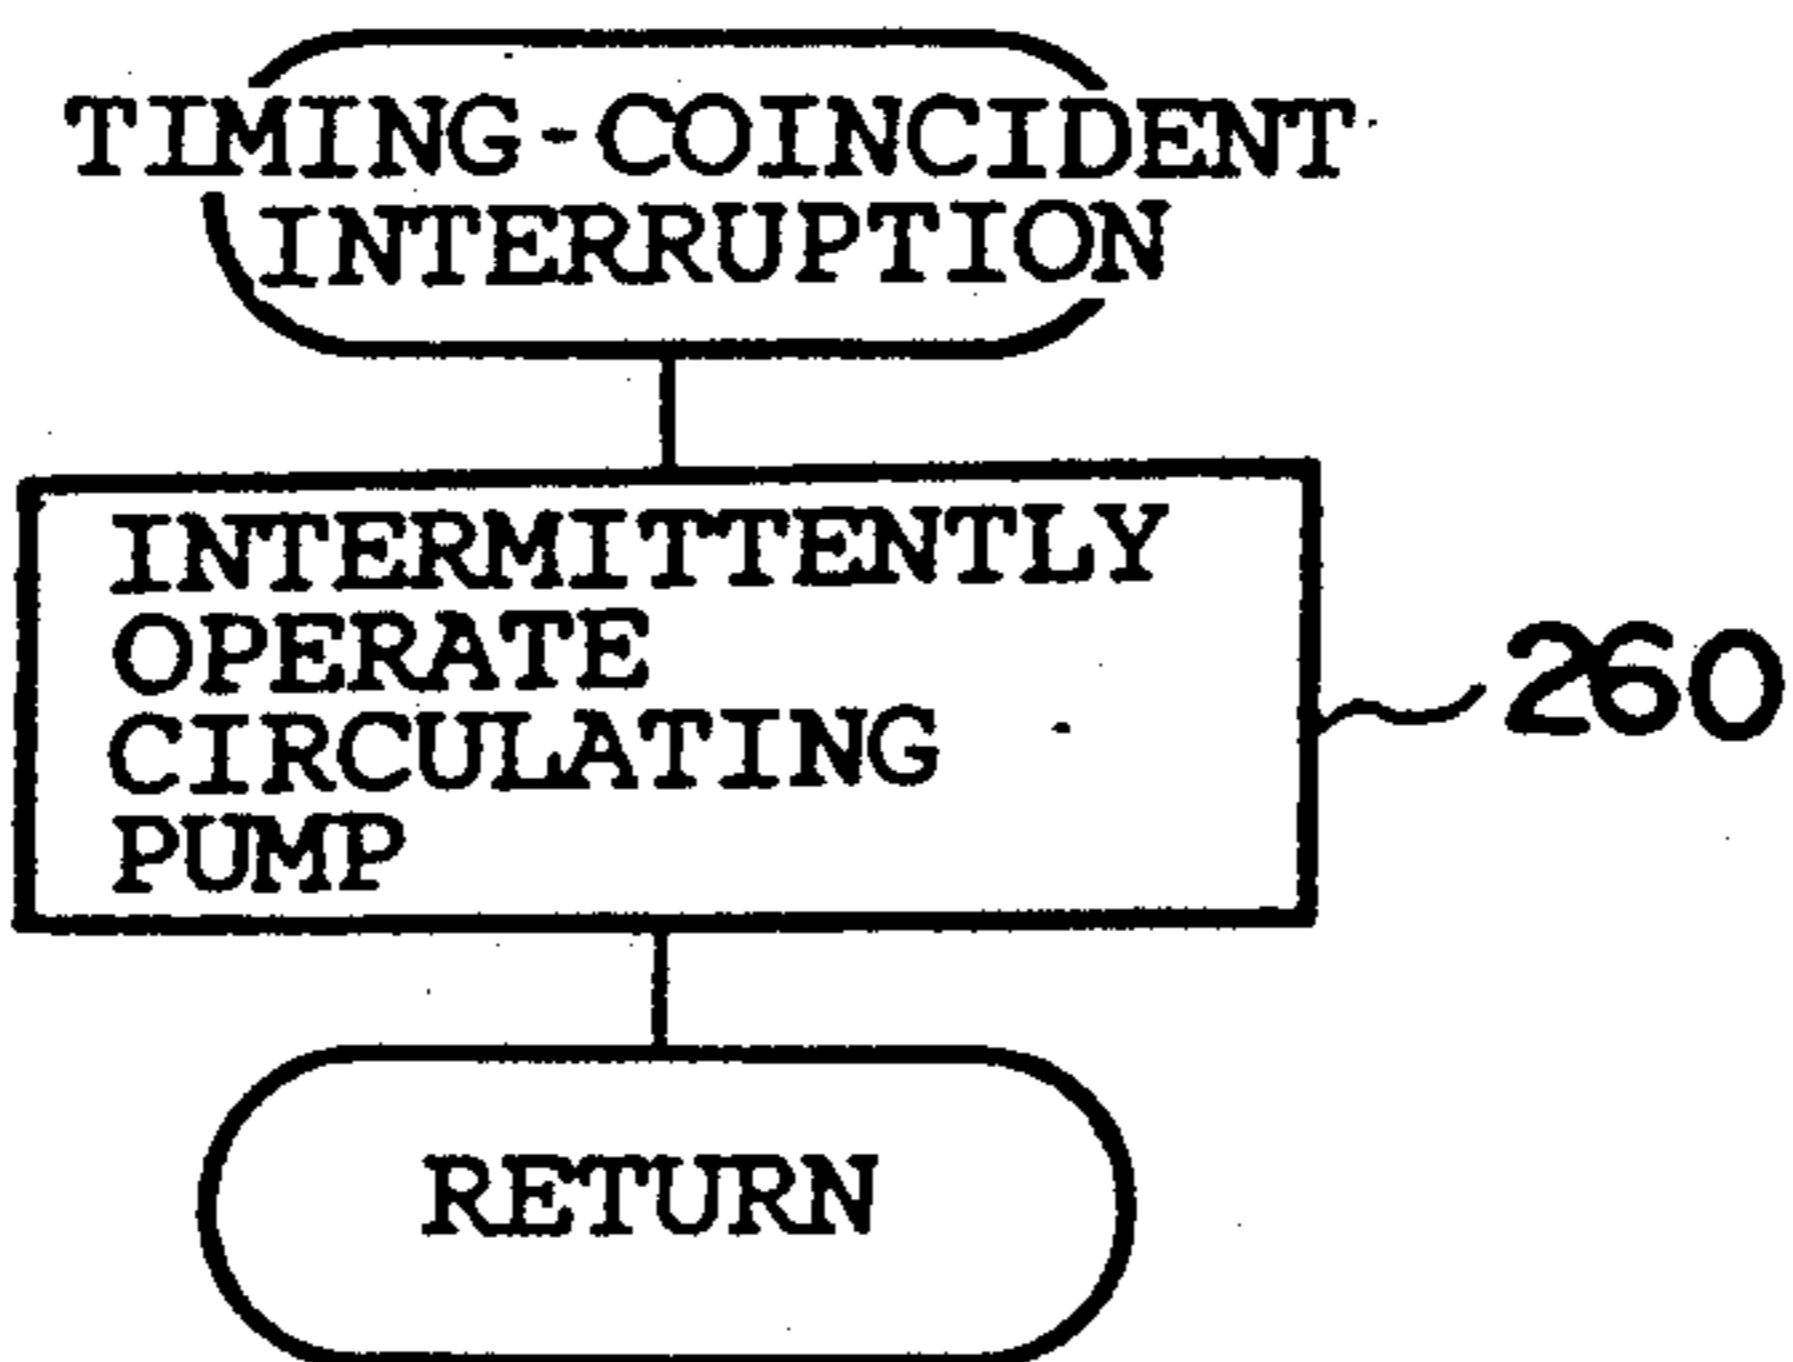 TIMING-COINCIDENT
INTERRUPTION
INTERMITTENTLY
OPERATE
CIRCULATING
PUMP
260
RETURN